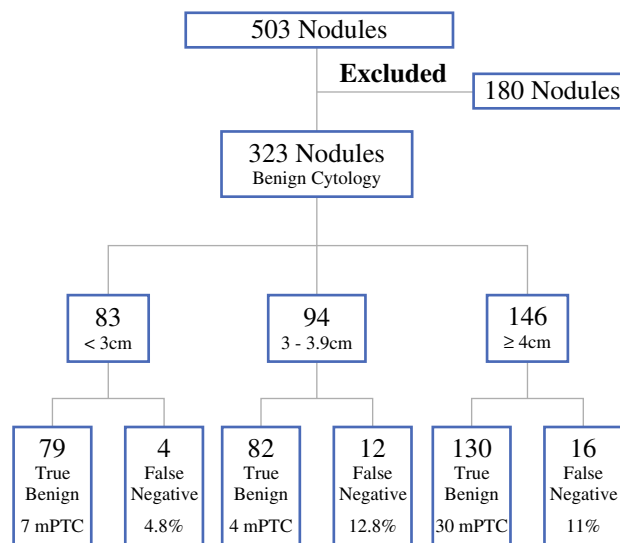 503 Nodules
Excluded
180 Nodules
323 Nodules
Benign Cytology
83
< 3cm
94
3 - 3.9cm
146
≥ 4cm
79
True
Benign
7 mPTC
4
False
Negative
4.8%
82
True
Benign
4 mPTC
12
False
Negative
12.8%
130
True
Benign
30 mPTC
16
False
Negative
11%